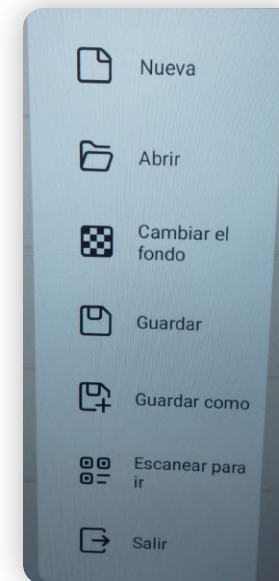 Nueva
Abrir
Cambiar el
fondo
Guardar
Guardar como
Escanear para
ir
Salir